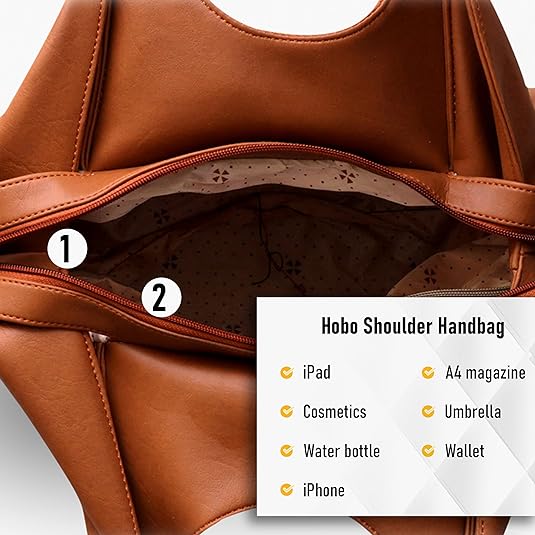 1
2
Hobo Shoulder Handbag
iPad
A4 magazine
Cosmetics
Umbrella
Water bottle
Wallet
iPhone